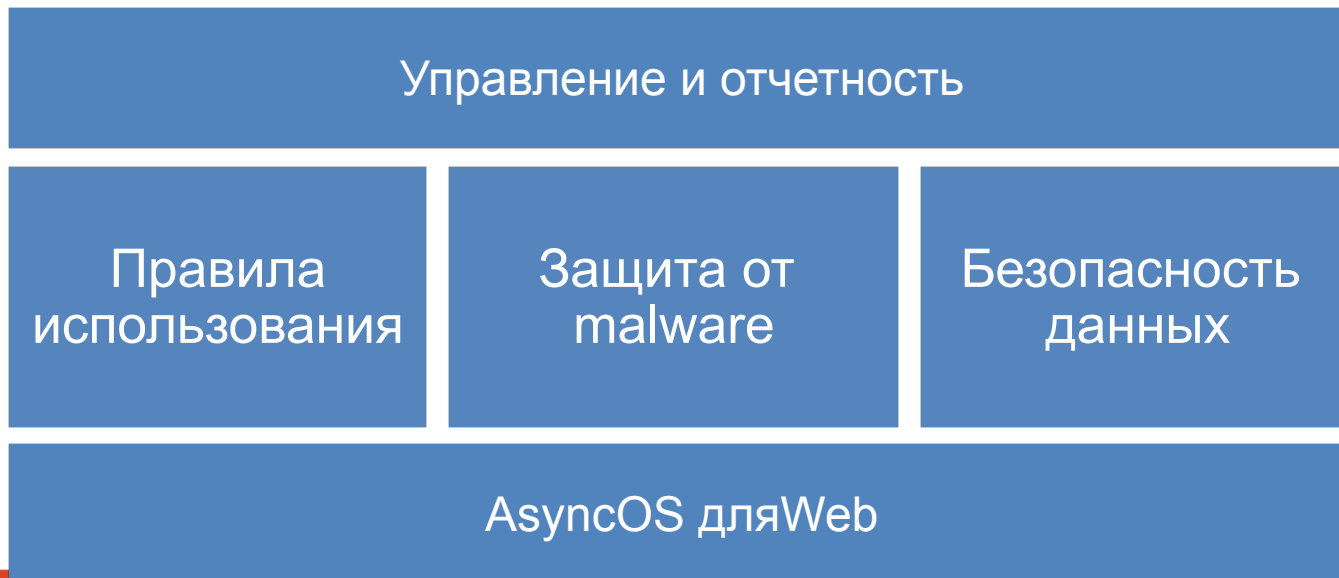 Управление и отчетность
Правила
использования
Защита от
malware
Безопасность
данных
AsyncOS дляWeb